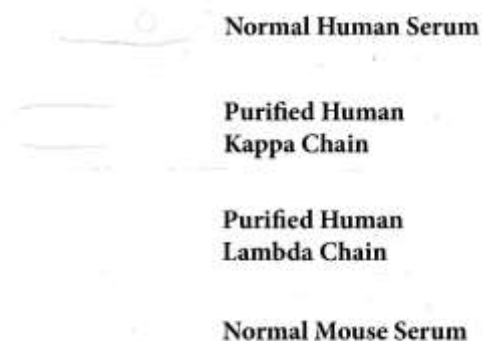 Normal Human Serum
Purified Human
Kappa Chain
Purified Human
Lambda Chain
Normal Mouse Serum